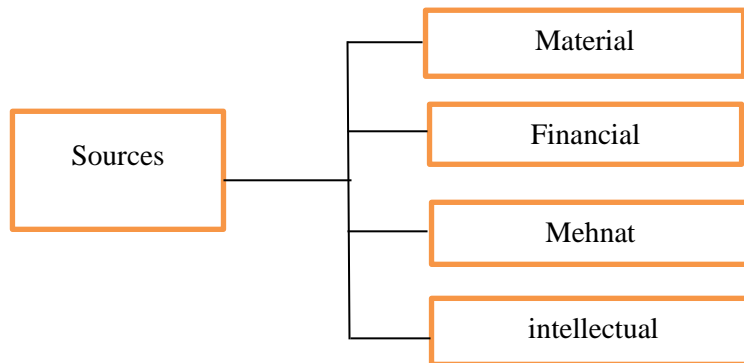 Material
Financial
Sources
Mehnat
intellectual